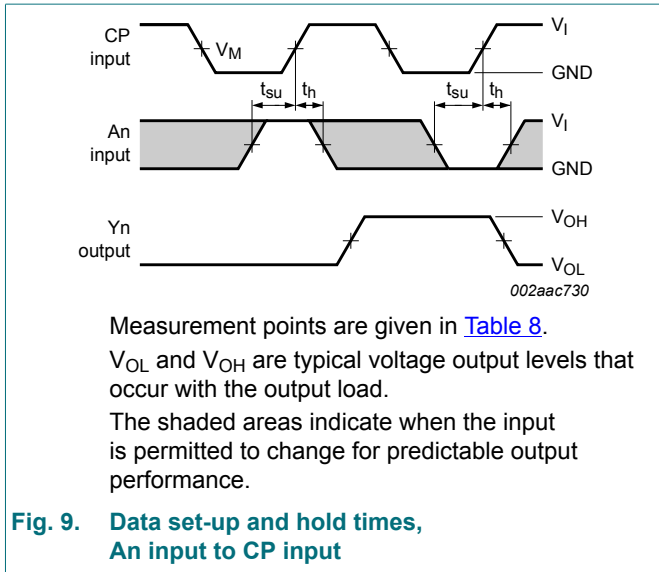 CP
input
V_M
V_I
GND
t_su
t_h
t_su
t_h
An
input
V_I
GND
Yn
output
V_OH
V_OL
002aac730
Measurement points are given in Table 8.
V_OL and V_OH are typical voltage output levels that
occur with the output load.
The shaded areas indicate when the input
is permitted to change for predictable output
performance.
Fig. 9. Data set-up and hold times,
An input to CP input